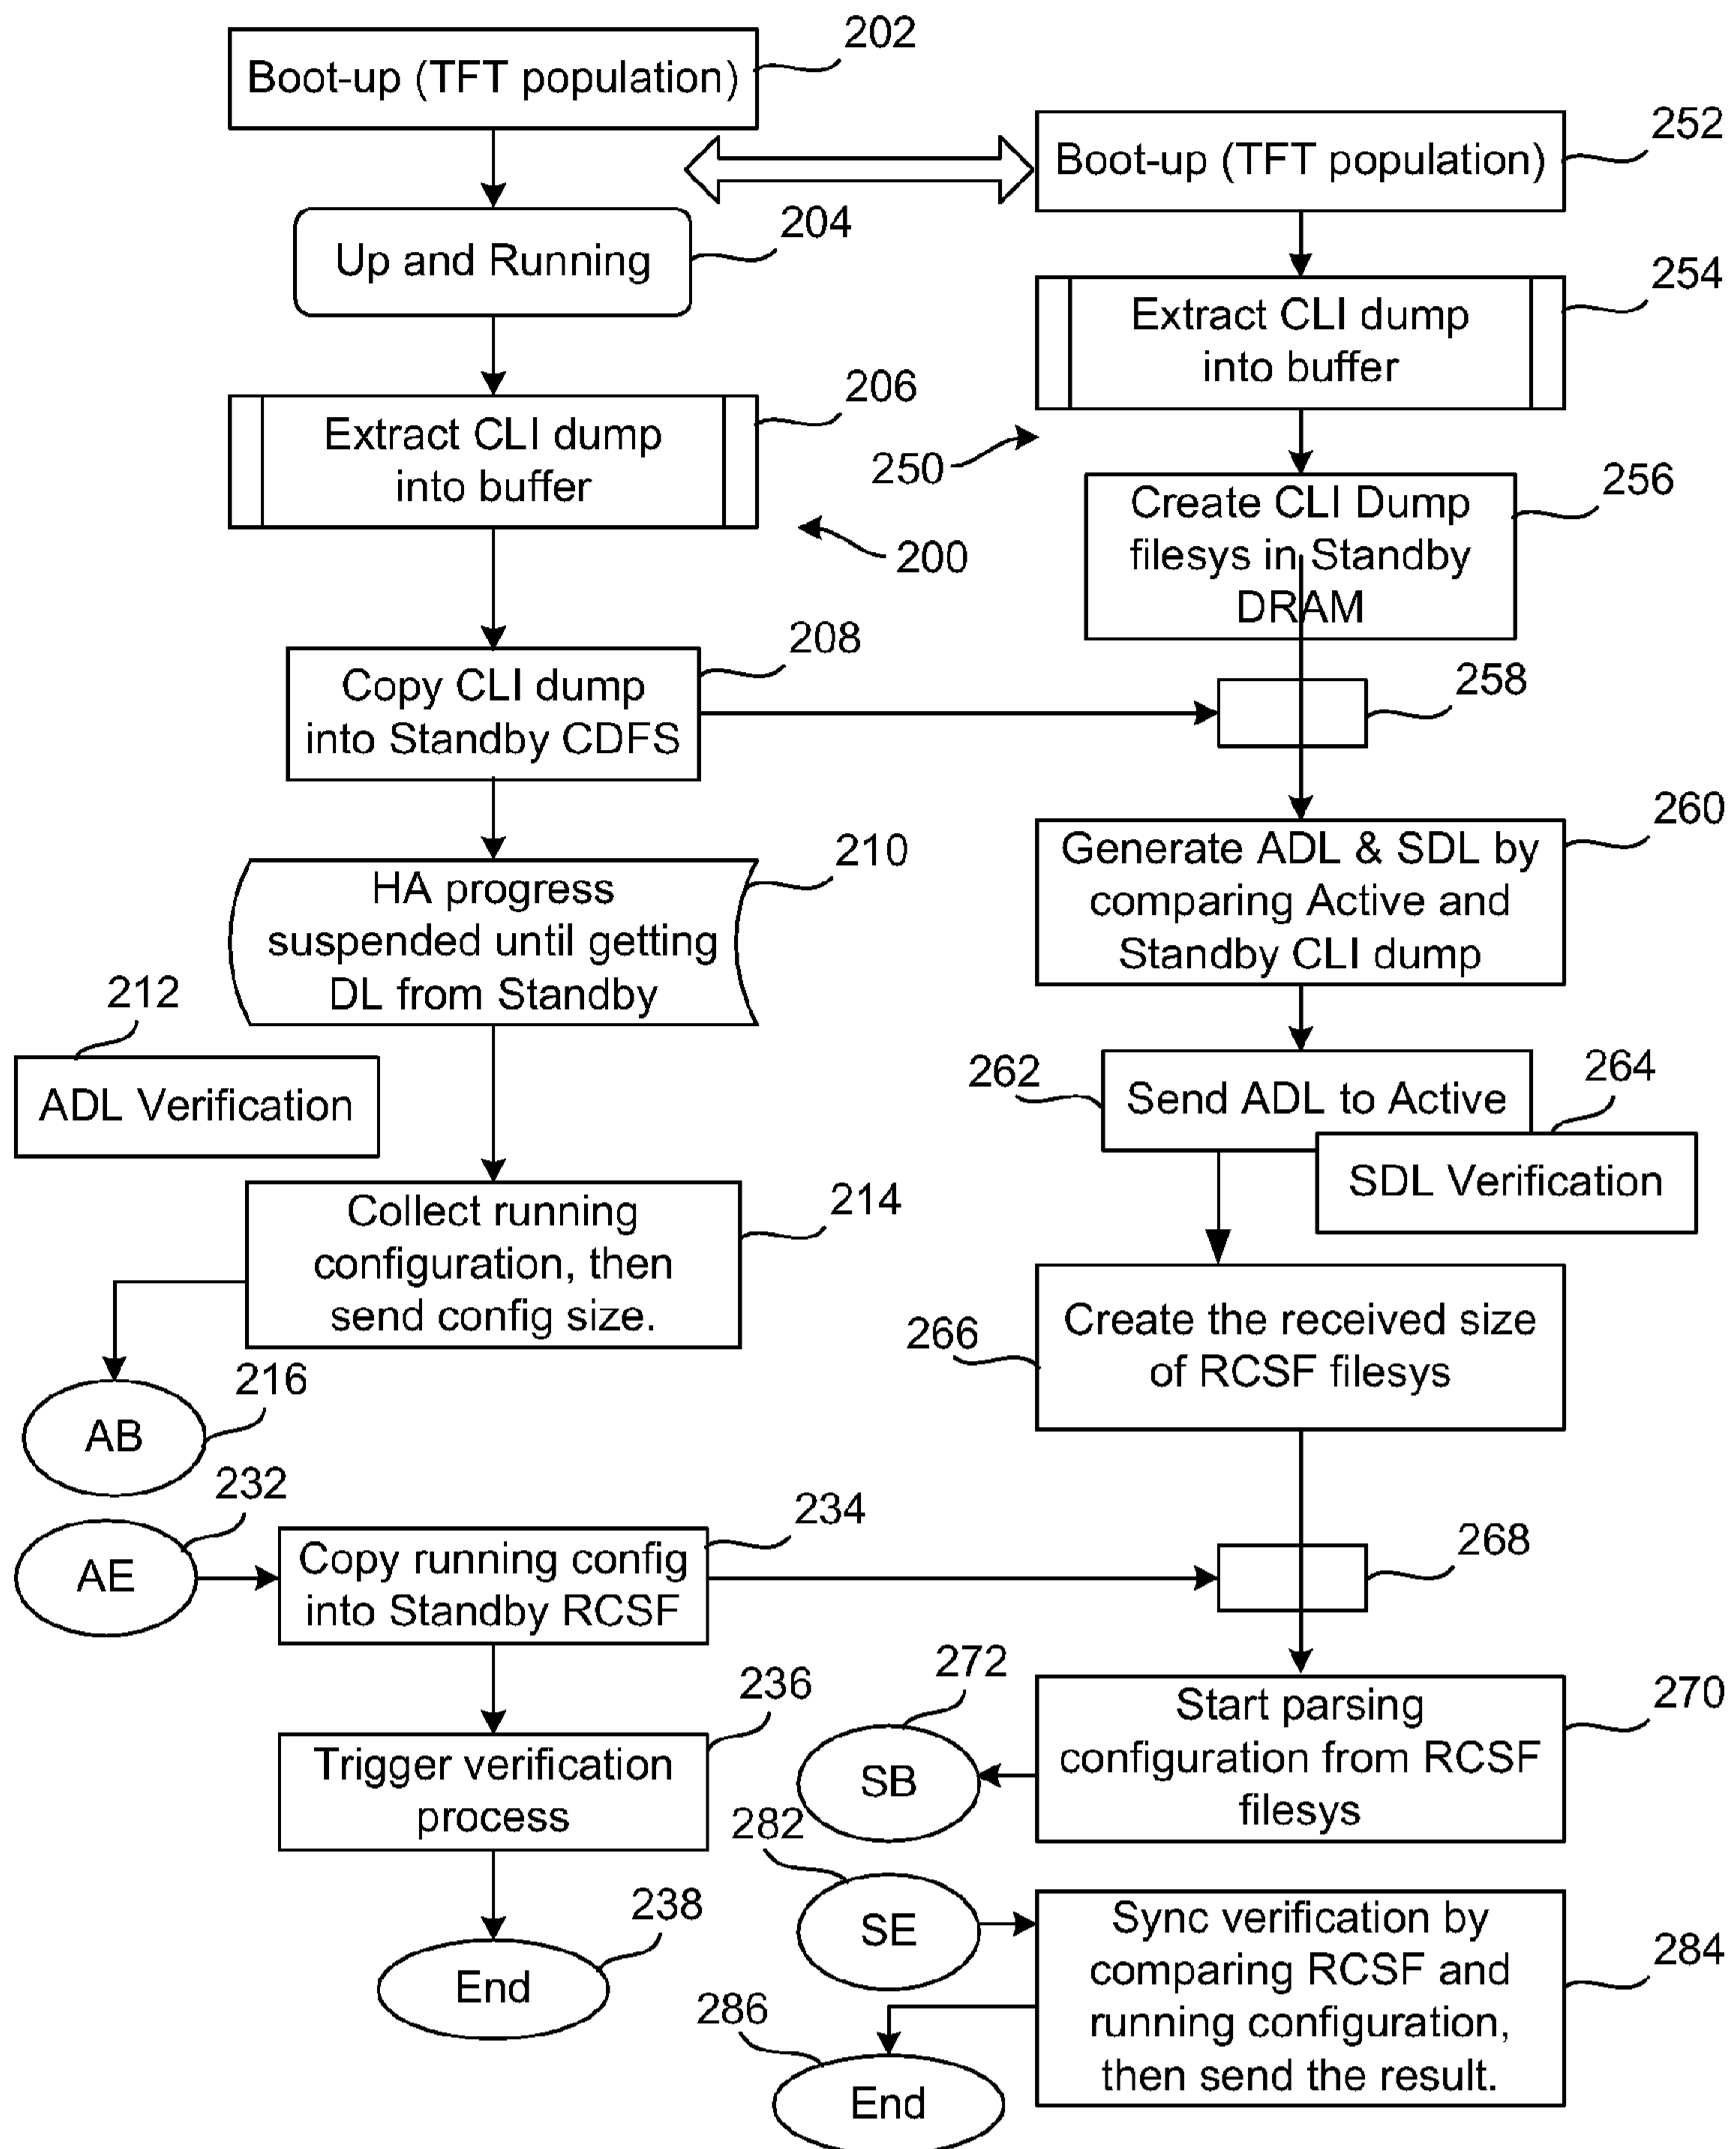 202
Boot-up (TFT population)
252
Boot-up (TFT population)
204
Up and Running
254
Extract CLI dump
into buffer
206
Extract CLI dump
into buffer
250
200
256
Create CLI Dump
filesys in Standby
DRAM
208
Copy CLI dump
into Standby CDFS
258
210
HA progress
suspended until getting
DL from Standby
260
Generate ADL & SDL by
comparing Active and
Standby CLI dump
212
ADL Verification
262
Send ADL to Active
264
SDL Verification
214
Collect running
configuration, then
send config size.
266
Create the received size
of RCSF filesys
216
AB
232
AE
234
Copy running config
into Standby RCSF
268
236
Trigger verification
process
272
SB
270
Start parsing
configuration from RCSF
filesys
282
SE
238
End
284
Sync verification by
comparing RCSF and
running configuration,
then send the result.
286
End